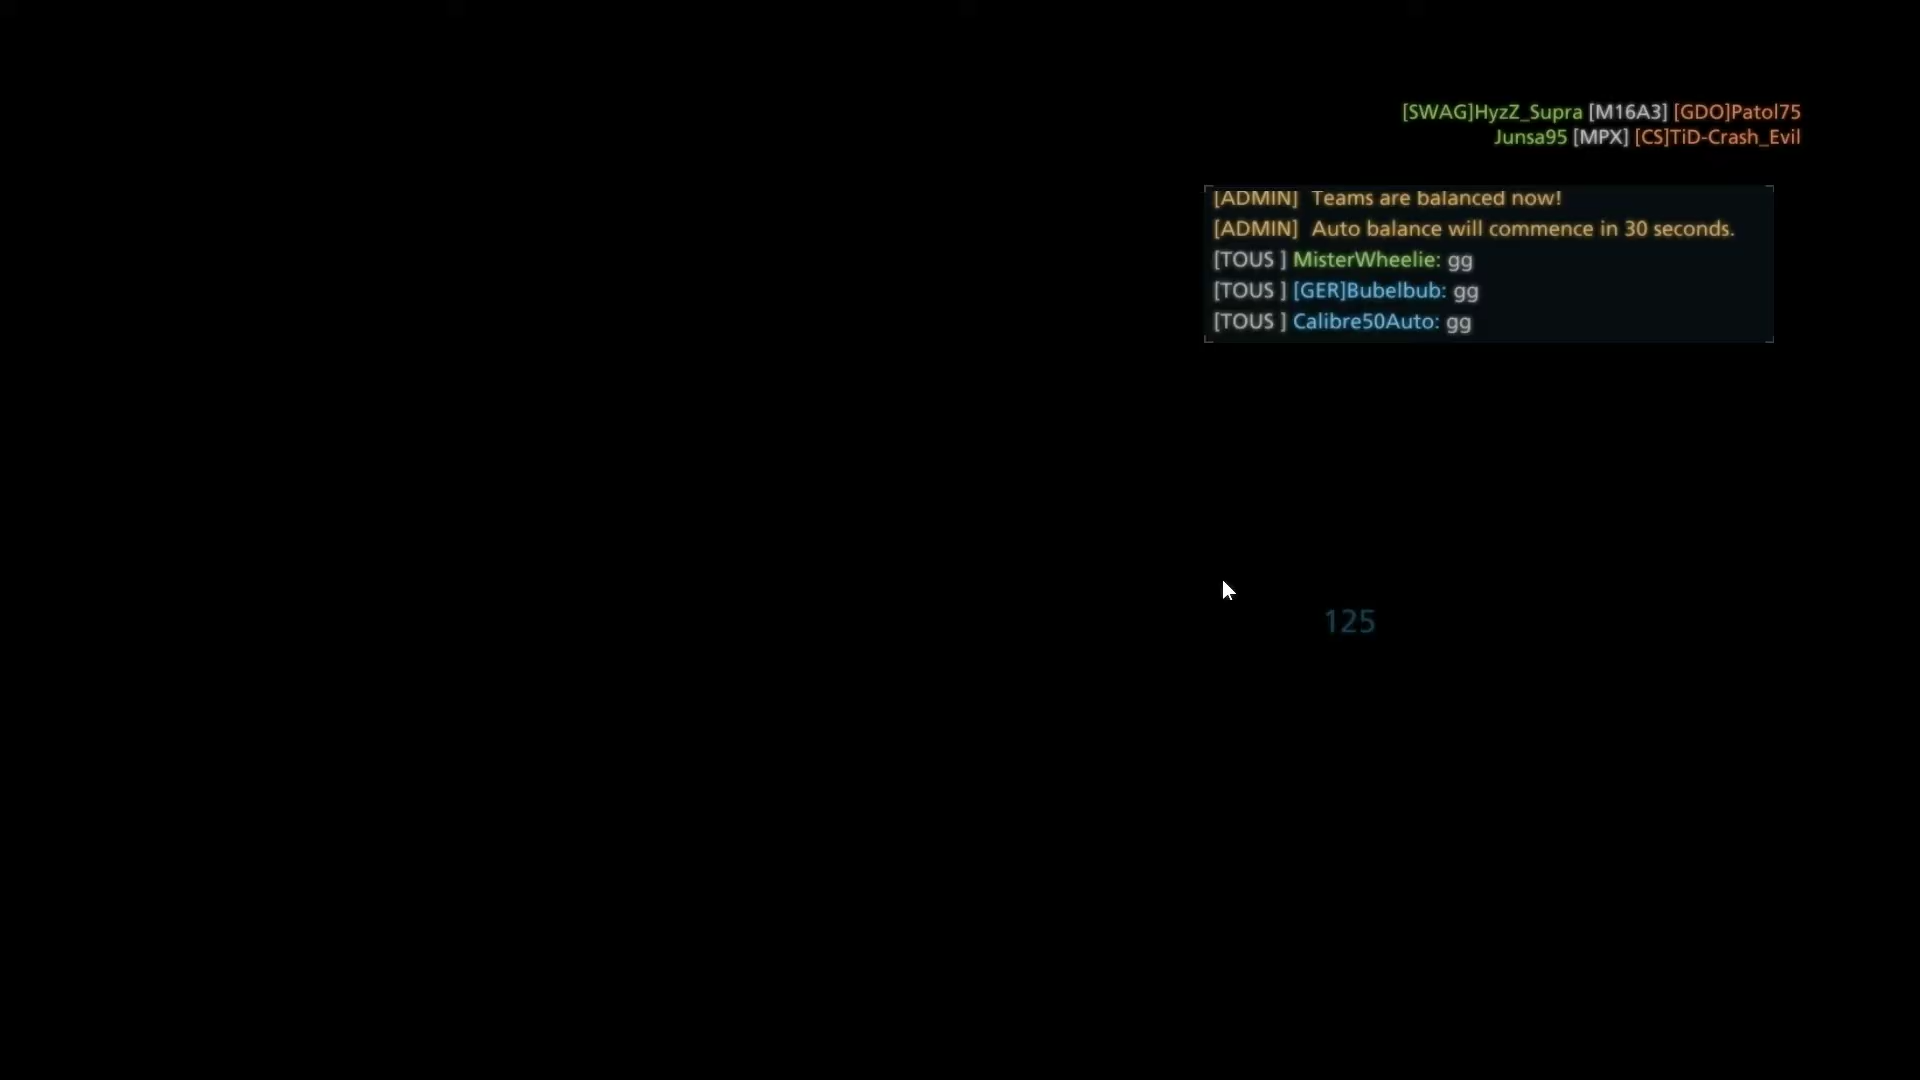 [SWAG]HyzZ_Supra [M16A3] [GDO]Patol75
Junsa95 [MPX] [CS]TiD-Crash_Evil
[ADMIN] Teams are balanced now!
[ADMIN] Auto balance will commence in 30 seconds.
[TOUS ] MisterWheelie: gg
[TOUS ] [GER]Bubelbub: gg
[TOUS ] Calibre50Auto: gg
125